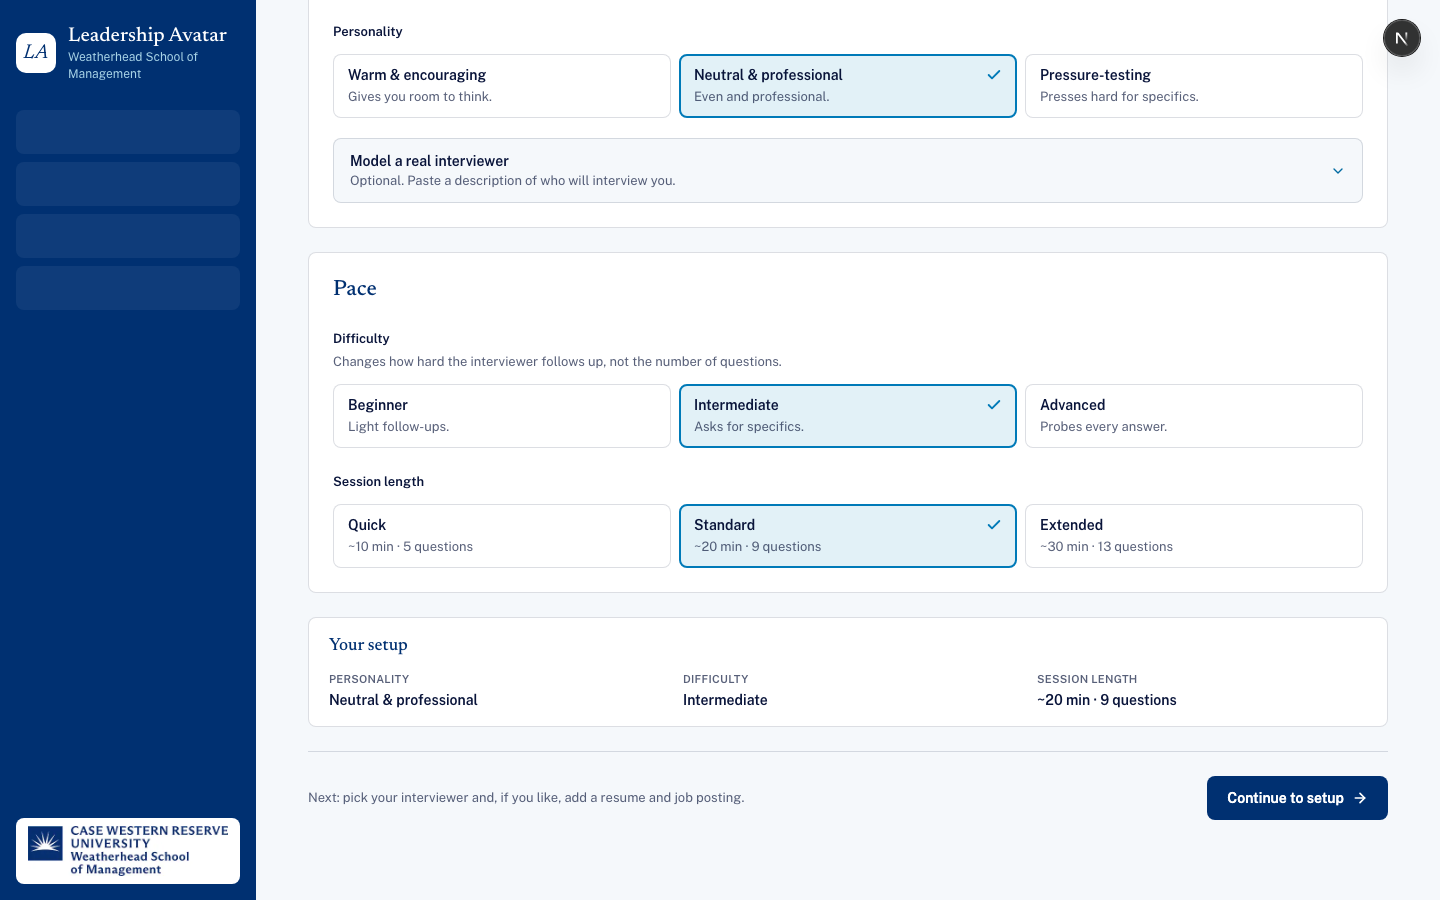 LA
Leadership Avatar
Weatherhead School of
Management
Personality
Warm & encouraging
Gives you room to think.
Neutral & professional
Even and professional.
Pressure-testing
Presses hard for specifics.
Model a real interviewer
Optional. Paste a description of who will interview you.
Pace
Difficulty
Changes how hard the interviewer follows up, not the number of questions.
Beginner
Light follow-ups.
Intermediate
Asks for specifics.
Advanced
Probes every answer.
Session length
Quick
~10 min · 5 questions
Standard
~20 min · 9 questions
Extended
~30 min · 13 questions
Your setup
PERSONALITY
Neutral & professional
DIFFICULTY
Intermediate
SESSION LENGTH
~20 min · 9 questions
Next: pick your interviewer and, if you like, add a resume and job posting.
Continue to setup
CASE WESTERN RESERVE
UNIVERSITY
Weatherhead School
of Management
N